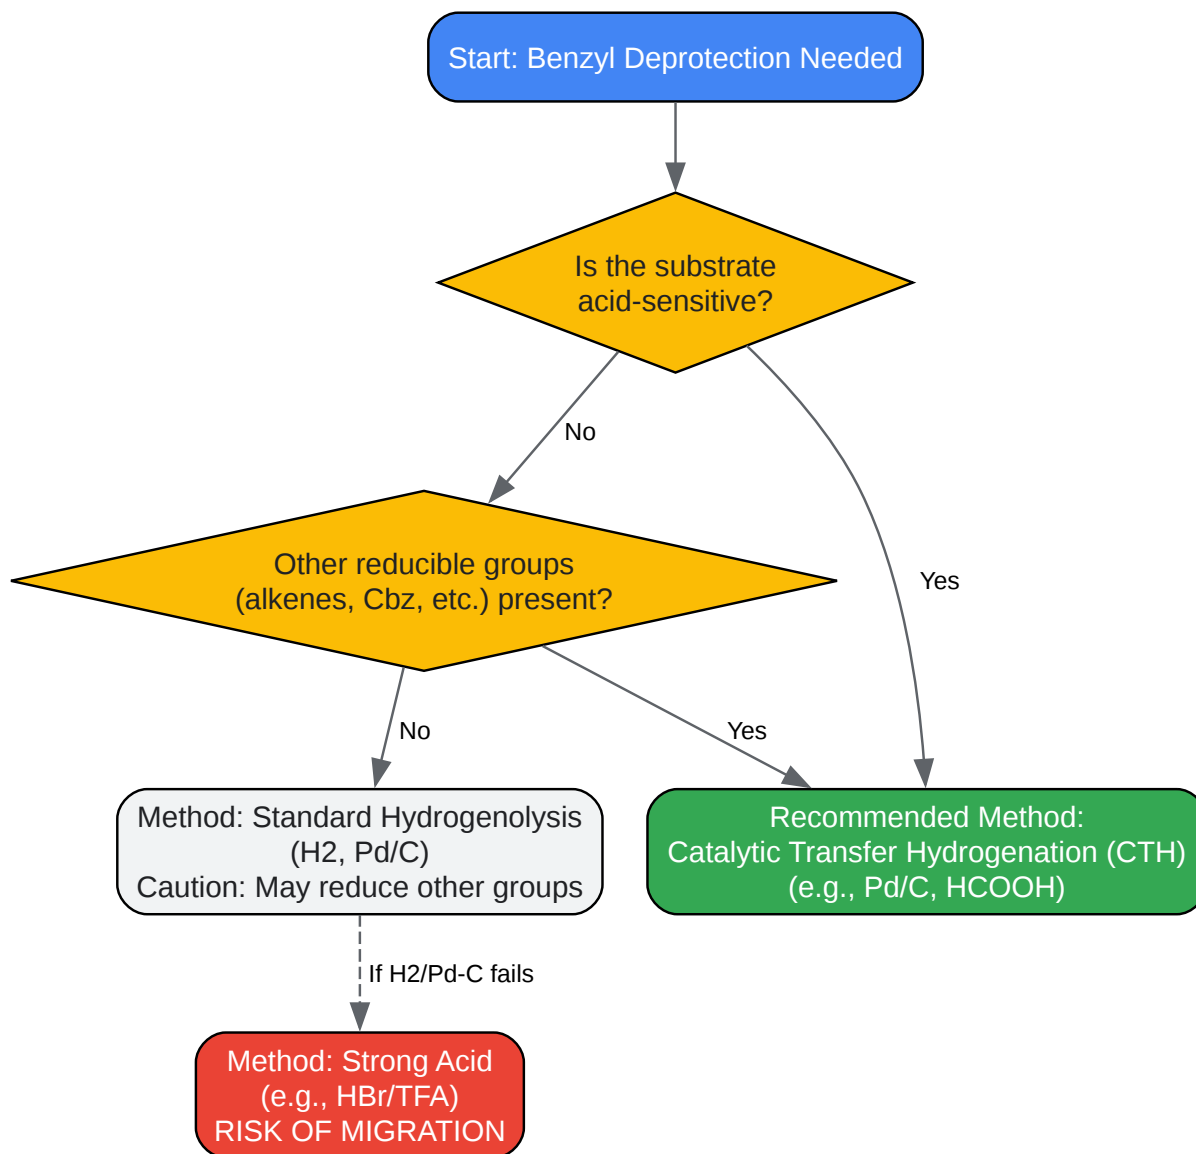 Start: Benzyl Deprotection Needed
Is the substrate
acid-sensitive?
No
Yes
Other reducible groups
(alkenes, Cbz, etc.) present?
No
Yes
Method: Standard Hydrogenolysis
(H2, Pd/C)
Caution: May reduce other groups
Recommended Method:
Catalytic Transfer Hydrogenation (CTH)
(e.g., Pd/C, HCOOH)
If H2/Pd-C fails
Method: Strong Acid
(e.g., HBr/TFA)
RISK OF MIGRATION